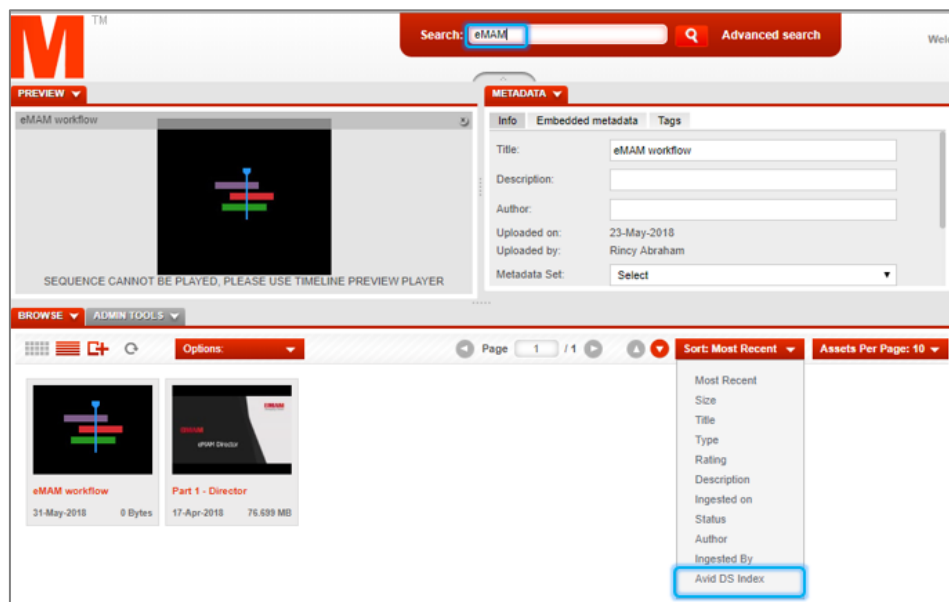 M TM
Search: eMAM Advanced search
PREVIEW
METADATA
eMAM workflow
SEQUENCE CANNOT BE PLAYED, PLEASE USE TIMELINE PREVIEW PLAYER
Info Embedded metadata Tags
Title: eMAM workflow
Description:
Author:
Uploaded on: 23-May-2018
Uploaded by: Rincy Abraham
Metadata Set: Select
BROWSE ADMIN TOOLS
Options: Page 1 / 1 Sort: Most Recent Assets Per Page: 10
eMAM workflow
31-May-2018 0 Bytes
eMAM Director
Part 1 - Director
17-Apr-2018 76.699 MB
Most Recent
Size
Title
Type
Rating
Description
Ingested on
Status
Author
Ingested By
Avid DS Index